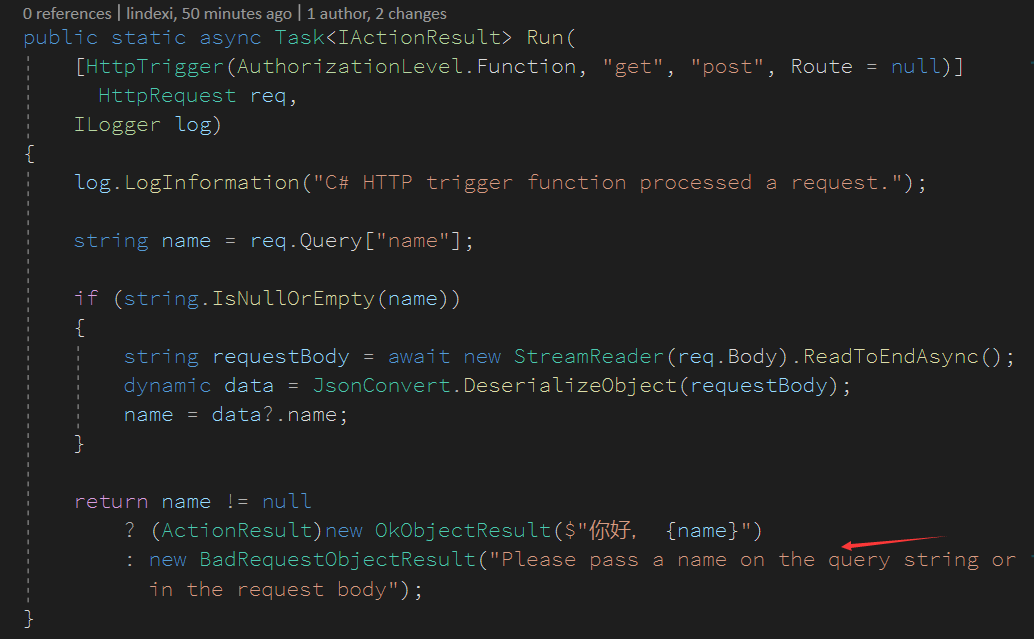 0 references | lindexi, 50 minutes ago | 1 author, 2 changes
public static async Task<IActionResult> Run(
[HttpTrigger(AuthorizationLevel.Function, "get", "post", Route = null)]
HttpRequest req,
ILogger log)
{
log.LogInformation("C# HTTP trigger function processed a request.");
string name = req.Query["name"];
if (string.IsNullOrEmpty(name))
{
string requestBody = await new StreamReader(req.Body).ReadToEndAsync();
dynamic data = JsonConvert.DeserializeObject(requestBody);
name = data?.name;
}
return name != null
? (ActionResult)new OkObjectResult($"你好， {name}")
: new BadRequestObjectResult("Please pass a name on the query string or
in the request body");
}